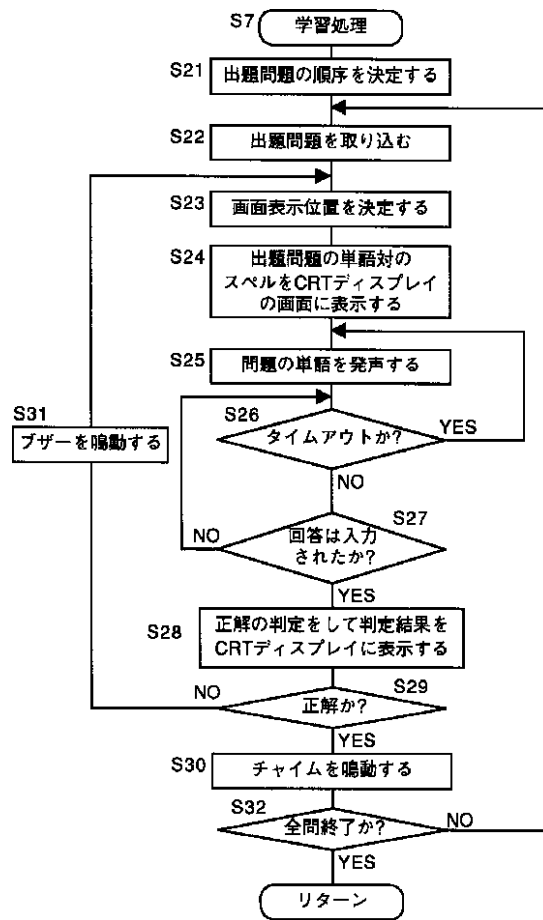 S7
学習処理
S21
出題問題の順序を決定する
S22
出題問題を取り込む
S23
画面表示位置を決定する
S24
出題問題の単語対の
スペルをCRTディスプレイ
の画面に表示する
S25
問題の単語を発声する
S31
ブザーを鳴動する
S26
タイムアウトか?
YES
NO
S27
回答は入力
されたか?
NO
YES
S28
正解の判定をして判定結果を
CRTディスプレイに表示する
S29
正解か?
NO
YES
S30
チャイムを鳴動する
S32
全問終了か?
NO
YES
リターン